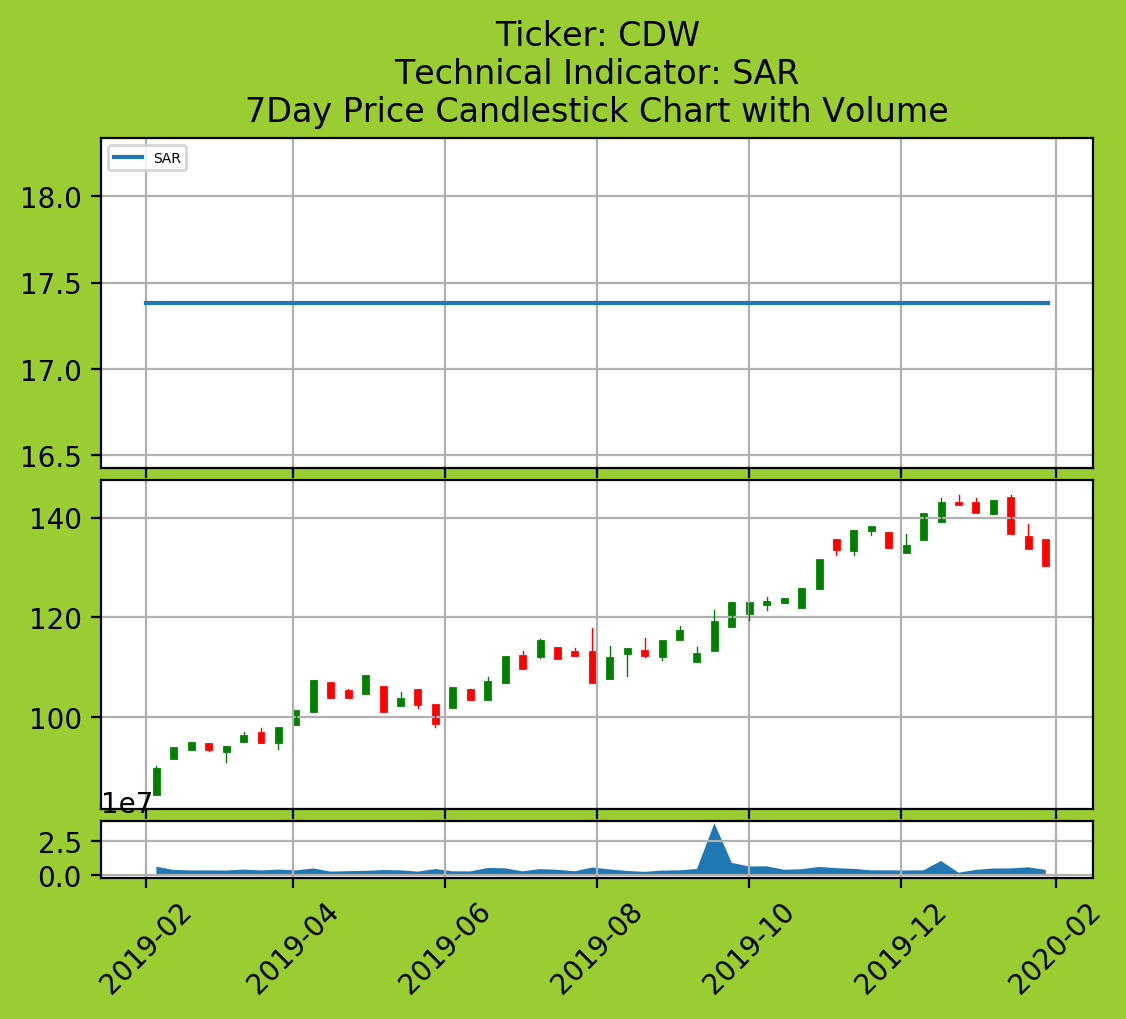 Ticker: CDW
Technical Indicator: SAR
7Day Price Candlestick Chart with Volume
SAR
18.0
17.5
17.0
16.5
140
120
100
1e7
2.5
0.0
2019-02 2019-04 2019-06 2019-08 2019-10 2019-12 2020-02